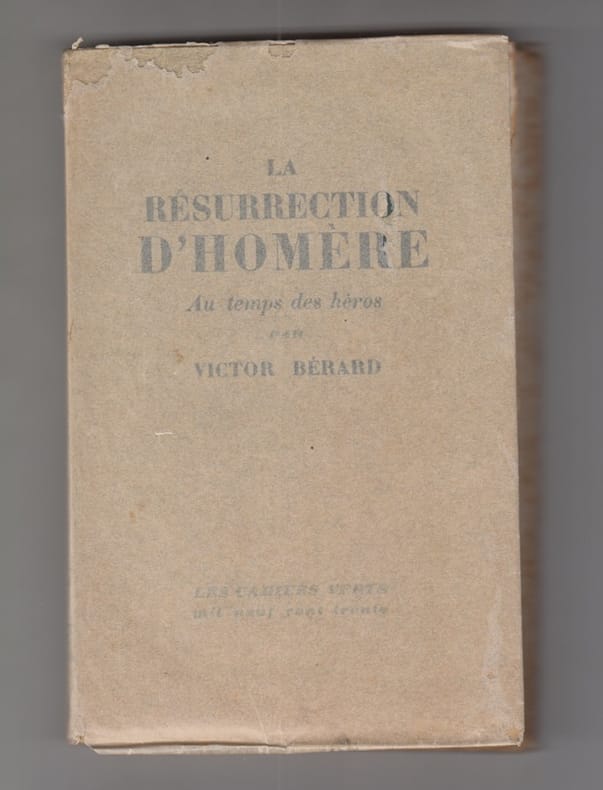 LA
RÉSURRECTION
D'HOMÈRE
Au temps des héros
PAR
VICTOR BÉRARD
LES CAHIERS VERTS
mil neuf cent trente